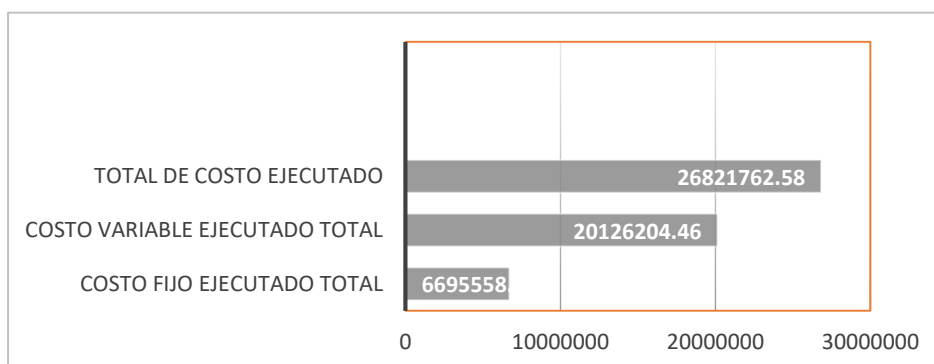 TOTAL DE COSTO EJECUTADO 26821762.58
COSTO VARIABLE EJECUTADO TOTAL 20126204.46
COSTO FIJO EJECUTADO TOTAL 6695558.
0 10000000 20000000 30000000